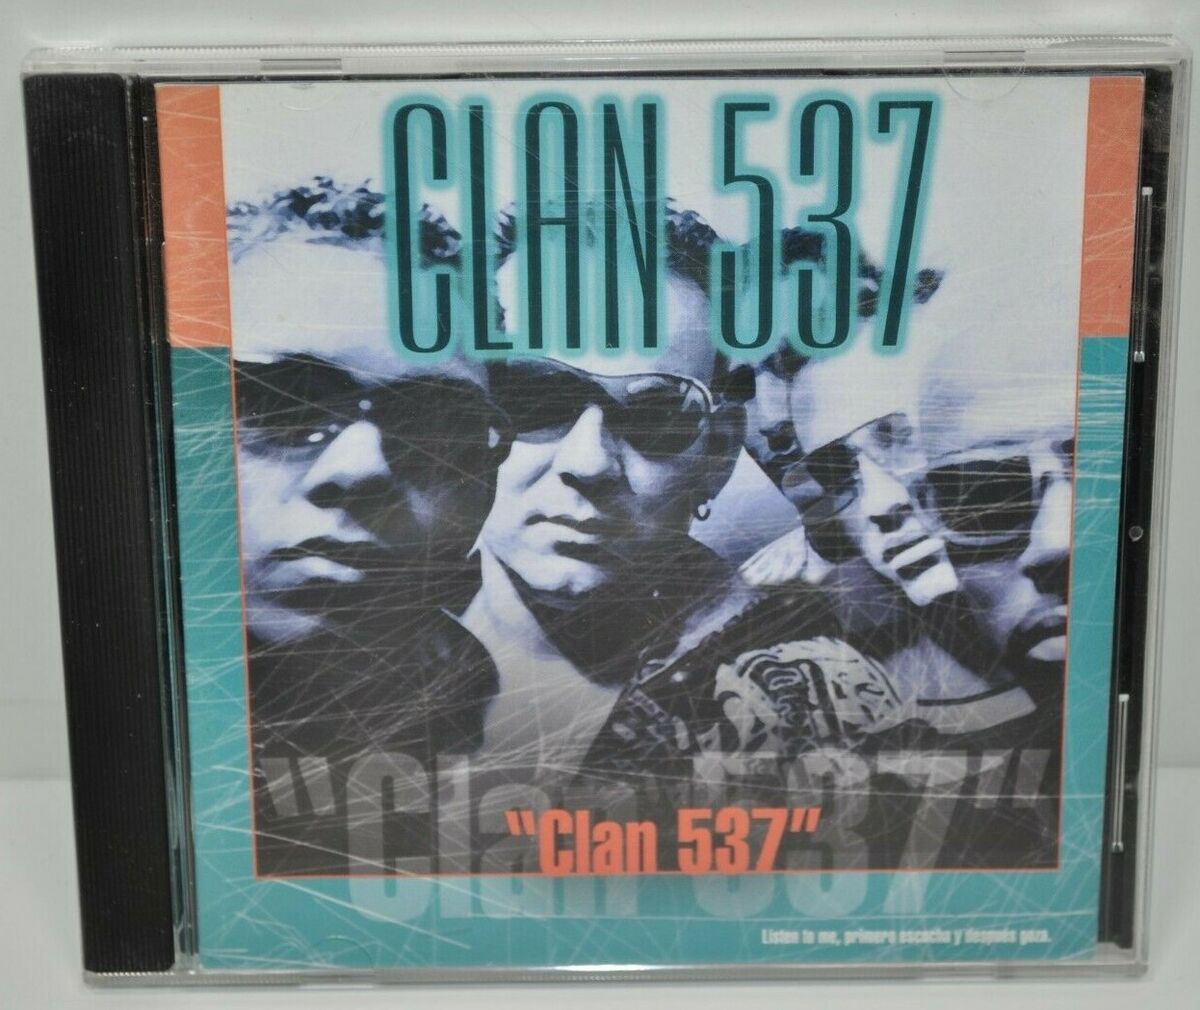 CLAN 537
"Clan 537"
"Clan 537"
Listen to me, primero escucha y después goza.